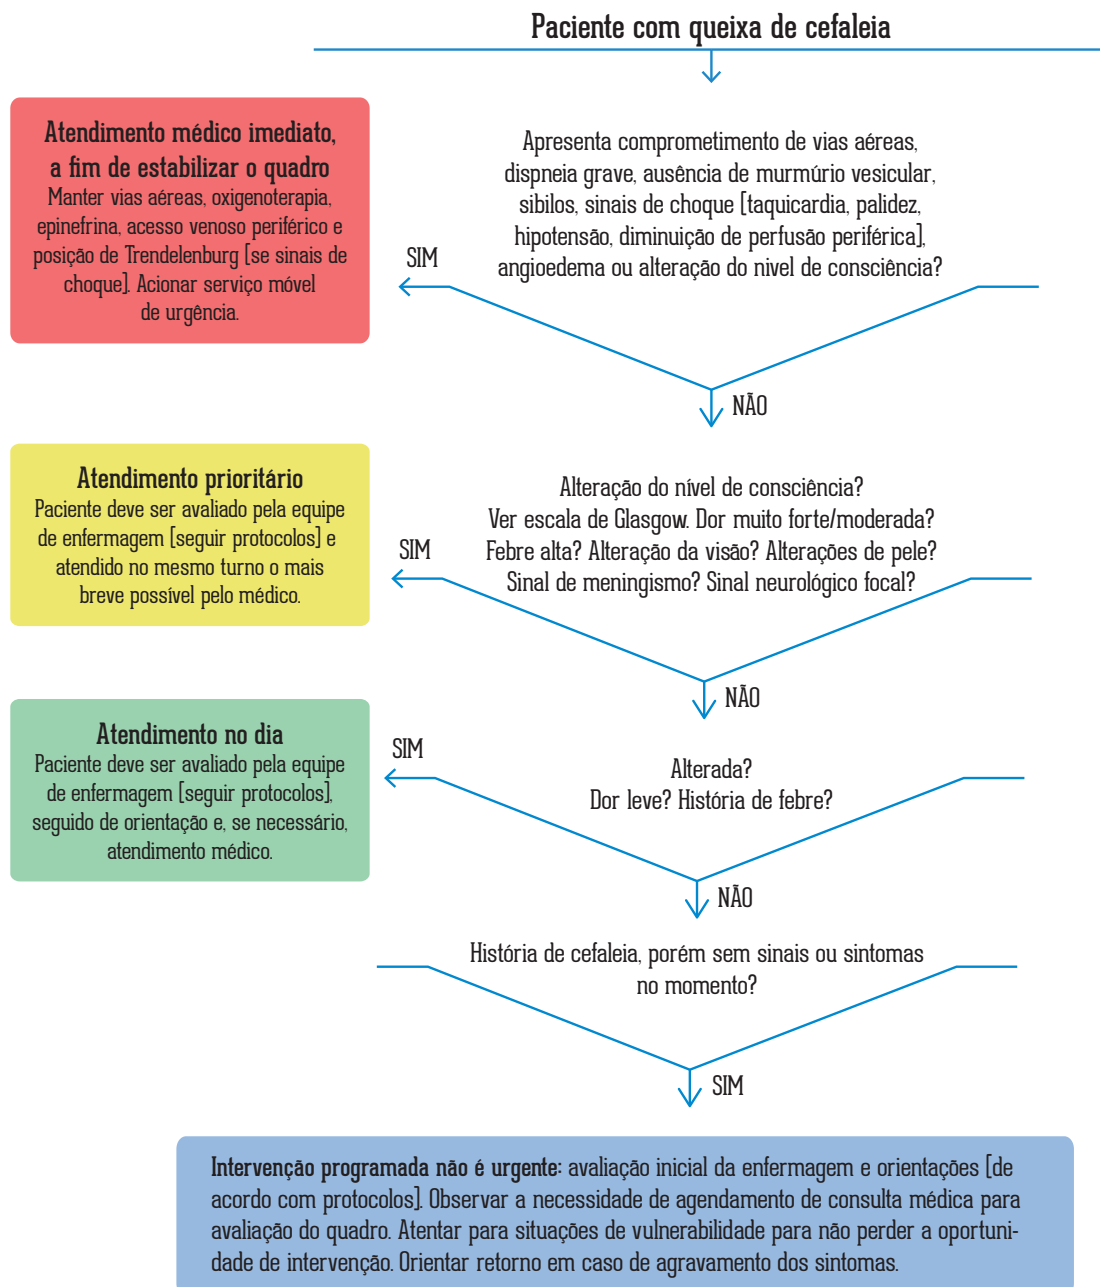 Paciente com queixa de cefaleia
Atendimento médico imediato,
a fim de estabilizar o quadro
Manter vias aéreas, oxigenoterapia,
epinefrina, acesso venoso periférico e
posição de Trendelenburg [se sinais de
choque]. Acionar serviço móvel
de urgência.
Apresenta comprometimento de vias aéreas,
dispneia grave, ausência de murmúrio vesicular,
sibilos, sinais de choque [taquicardia, palidez,
hipotensão, diminuição de perfusão periférica],
angioedema ou alteração do nivel de consciência?
SIM
NÃO
Atendimento prioritário
Paciente deve ser avaliado pela equipe
de enfermagem [seguir protocolos] e
atendido no mesmo turno o mais
breve possível pelo médico.
Alteração do nível de consciência?
Ver escala de Glasgow. Dor muito forte/moderada?
Febre alta? Alteração da visão? Alterações de pele?
Sinal de meningismo? Sinal neurológico focal?
SIM
NÃO
Atendimento no dia
Paciente deve ser avaliado pela equipe
de enfermagem [seguir protocolos],
seguido de orientação e, se necessário,
atendimento médico.
SIM
Alterada?
Dor leve? História de febre?
NÃO
História de cefaleia, porém sem sinais ou sintomas
no momento?
SIM
Intervenção programada não é urgente: avaliação inicial da enfermagem e orientações [de
acordo com protocolos]. Observar a necessidade de agendamento de consulta médica para
avaliação do quadro. Atentar para situações de vulnerabilidade para não perder a oportuni-
dade de intervenção. Orientar retorno em caso de agravamento dos sintomas.